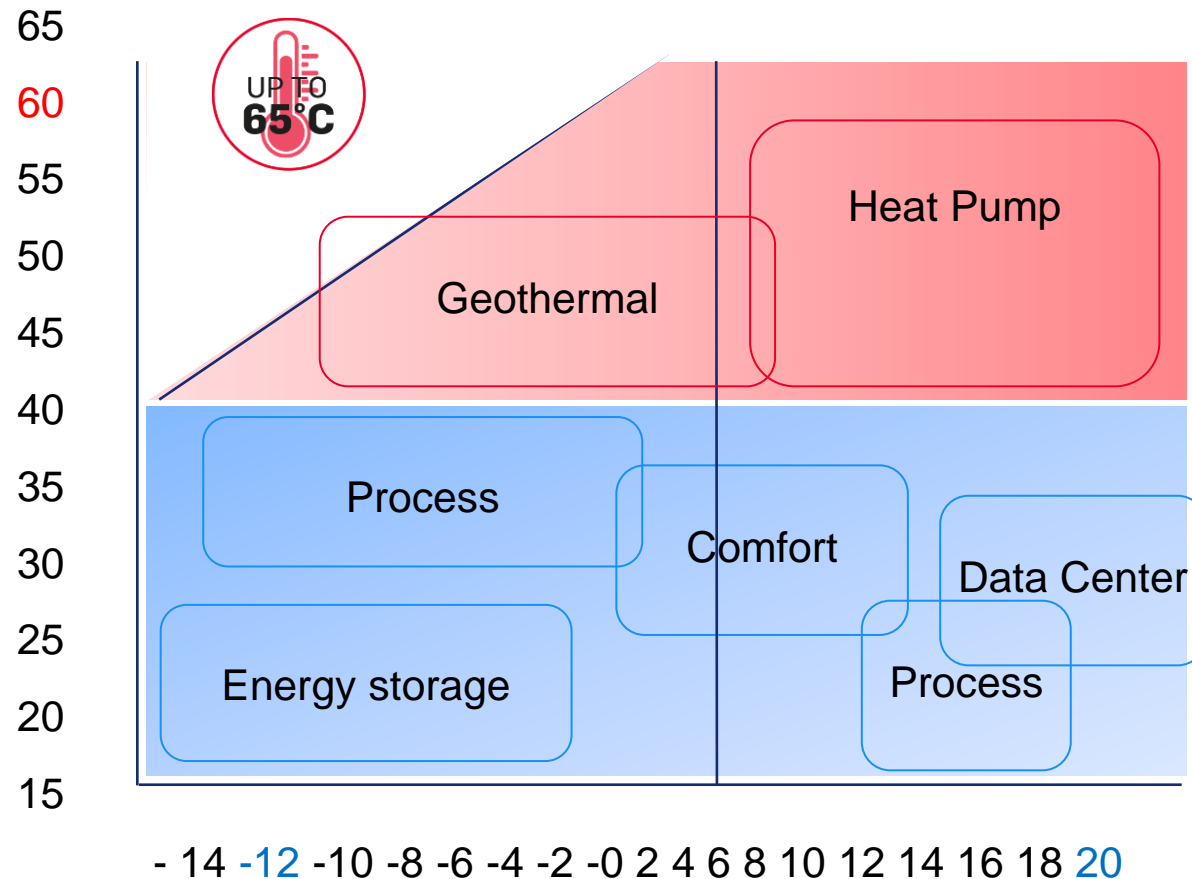 65
60
55
50
45
40
35
30
25
20
15
UP TO
65°C
Heat Pump
Geothermal
Process
Comfort
Data Center
Energy storage
Process
- 14 -12 -10 -8 -6 -4 -2 -0 2 4 6 8 10 12 14 16 18 20